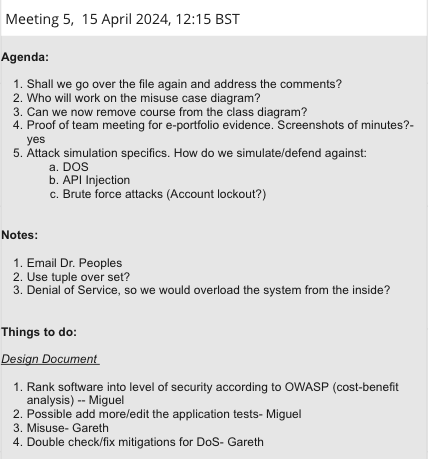 Meeting 5,  15 April 2024, 12:15 BST
Agenda:
1. Shall we go over the file again and address the comments?
2. Who will work on the misuse case diagram?
3. Can we now remove course from the class diagram?
4. Proof of team meeting for e-portfolio evidence. Screenshots of minutes?-
yes
5. Attack simulation specifics. How do we simulate/defend against:
a. DOS
b. API Injection
c. Brute force attacks (Account lockout?)
Notes:
1. Email Dr. Peoples
2. Use tuple over set?
3. Denial of Service, so we would overload the system from the inside?
Things to do:
Design Document
1. Rank software into level of security according to OWASP (cost-benefit
analysis) -- Miguel
2. Possible add more/edit the application tests- Miguel
3. Misuse- Gareth
4. Double check/fix mitigations for DoS- Gareth